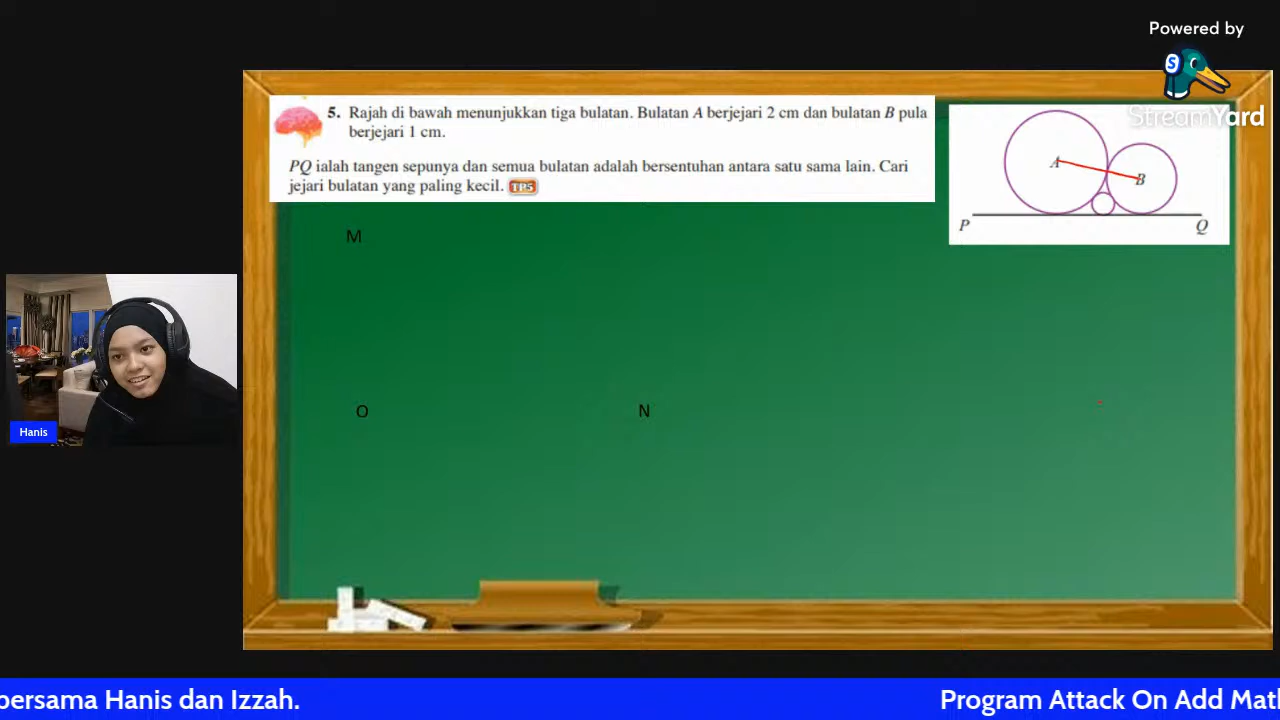 Powered by
S
StreamYard
5. Rajah di bawah menunjukkan tiga bulatan. Bulatan A berjejari 2 cm dan bulatan B pula
berjejari 1 cm.
PQ ialah tangen sepunya dan semua bulatan adalah bersentuhan antara satu sama lain. Cari
jejari bulatan yang paling kecil. TP5
A
B
P
Q
M
O
N
Hanis
bersama Hanis dan Izzah.
Program Attack On Add Mat